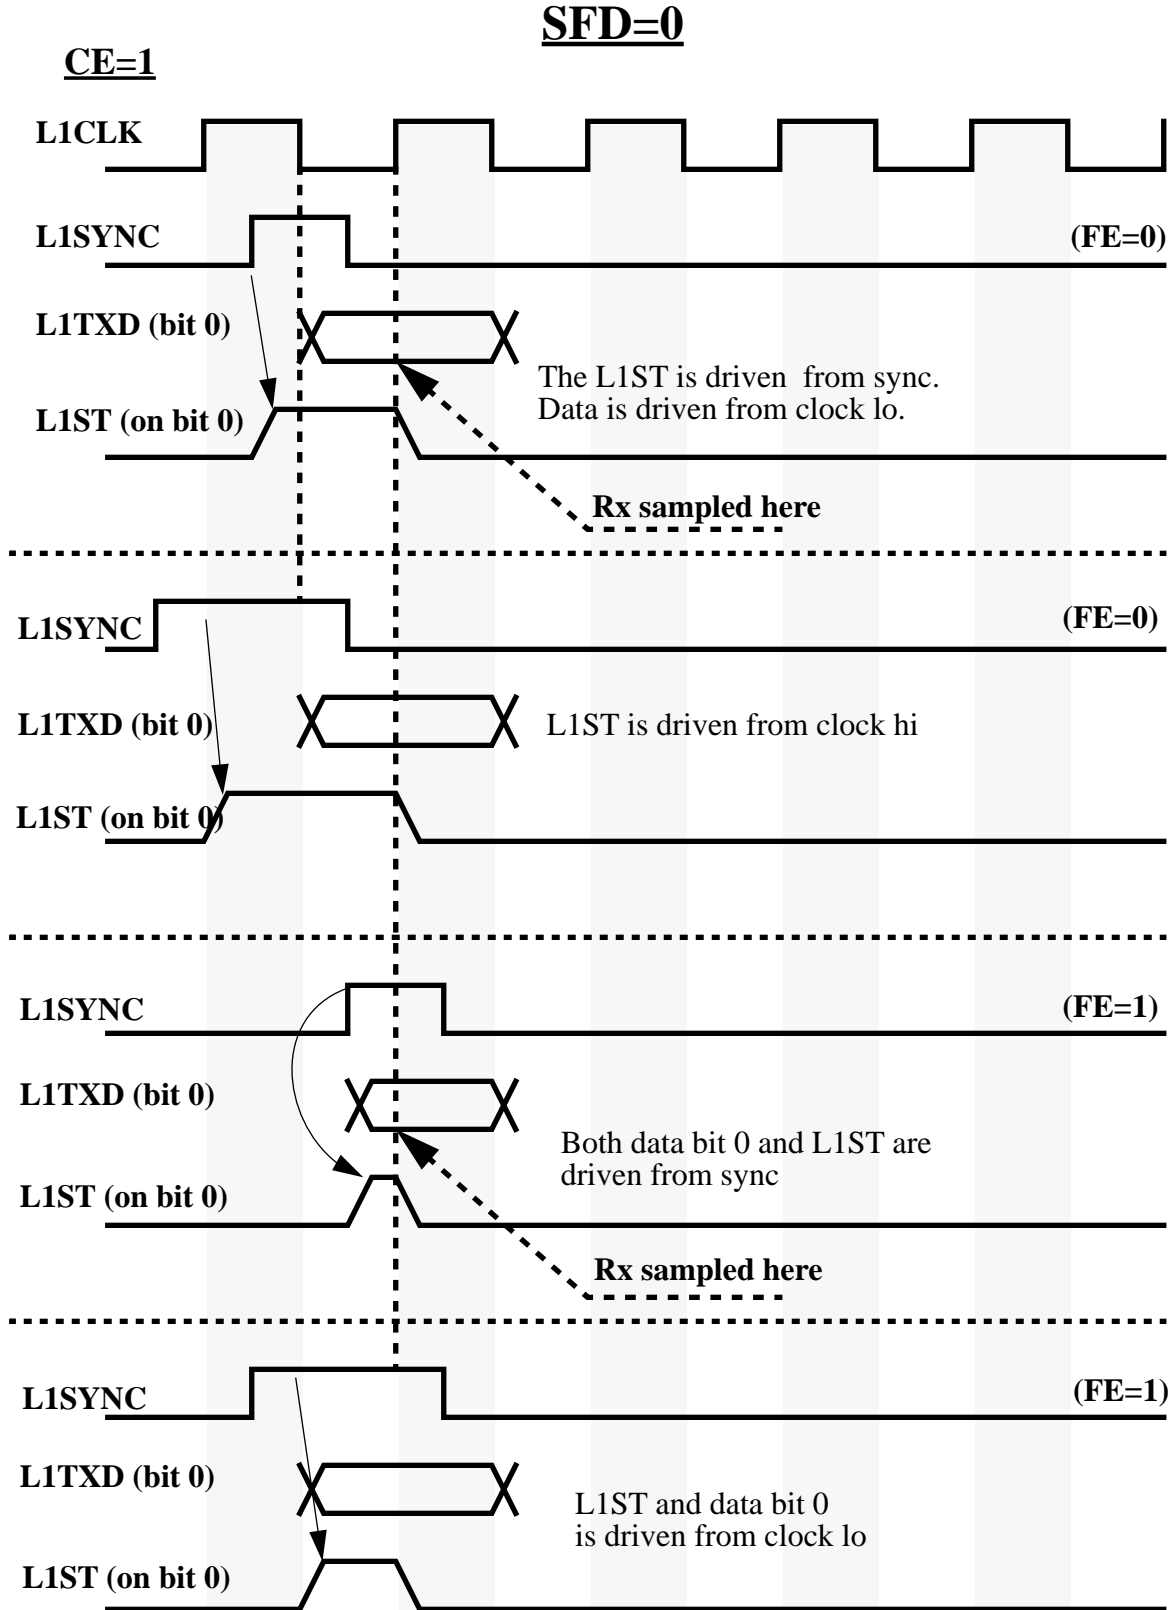 SFD=0
CE=1
L1CLK
L1SYNC
(FE=0)
L1TXD (bit 0)
The L1ST is driven from sync.
Data is driven from clock lo.
L1ST (on bit 0)
Rx sampled here
L1SYNC
(FE=0)
L1TXD (bit 0)
L1ST is driven from clock hi
L1ST (on bit 0)
L1SYNC
(FE=1)
L1TXD (bit 0)
Both data bit 0 and L1ST are
driven from sync
L1ST (on bit 0)
Rx sampled here
L1SYNC
(FE=1)
L1TXD (bit 0)
L1ST and data bit 0
is driven from clock lo
L1ST (on bit 0)